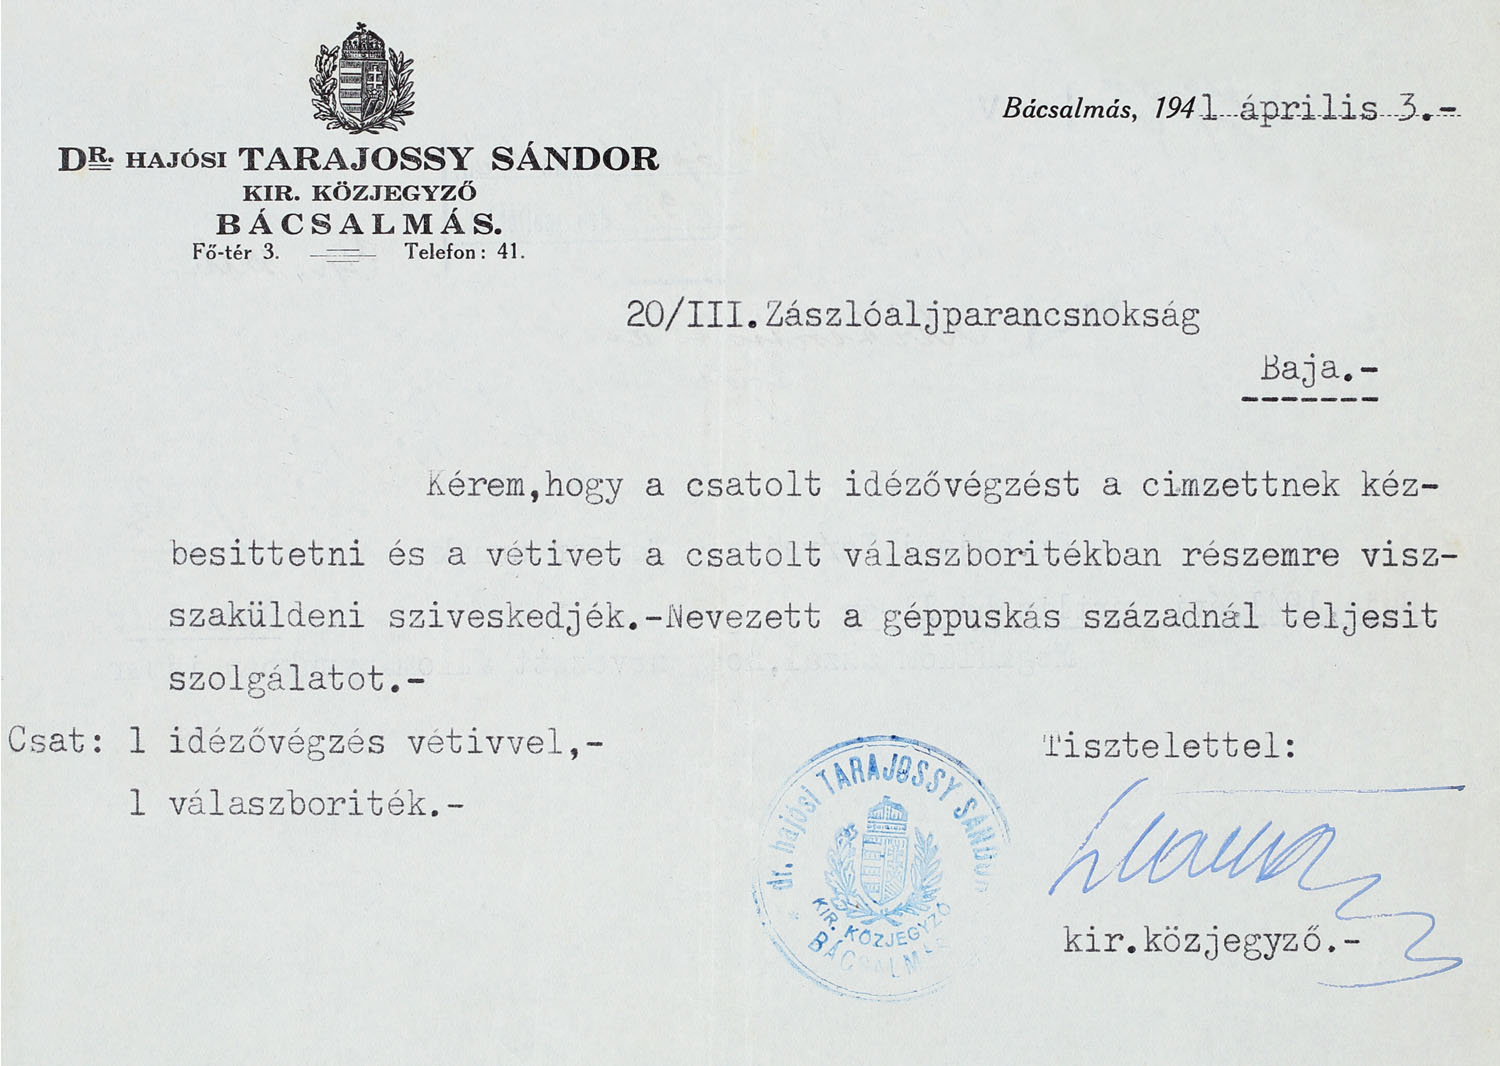 DR. HAJÓSI TARAJOSSY SÁNDOR
KIR. KÖZJEGYZŐ
BÁCSALMÁS.
Fő-tér 3. Telefon: 41.
Bácsalmás, 1941 április 3.-
20/III.Zászlóaljparancsnokság
Baja.-
Kérem,hogy a csatolt idézővégzést a cimzettnek kéz-
besittetni és a vétivet a csatolt válaszboritékban részemre visz-
szaküldeni sziveskedjék.-Nevezett a géppuskás századnál teljesit
szolgálatot.-
Csat: 1 idézővégzés vétivvel,-
1 válaszboriték.-
Tisztelettel:
dr. hajósi TARAJOSSY SÁNDOR
KIR. KÖZJEGYZŐ
BÁCSALMÁS
kir.közjegyző.-